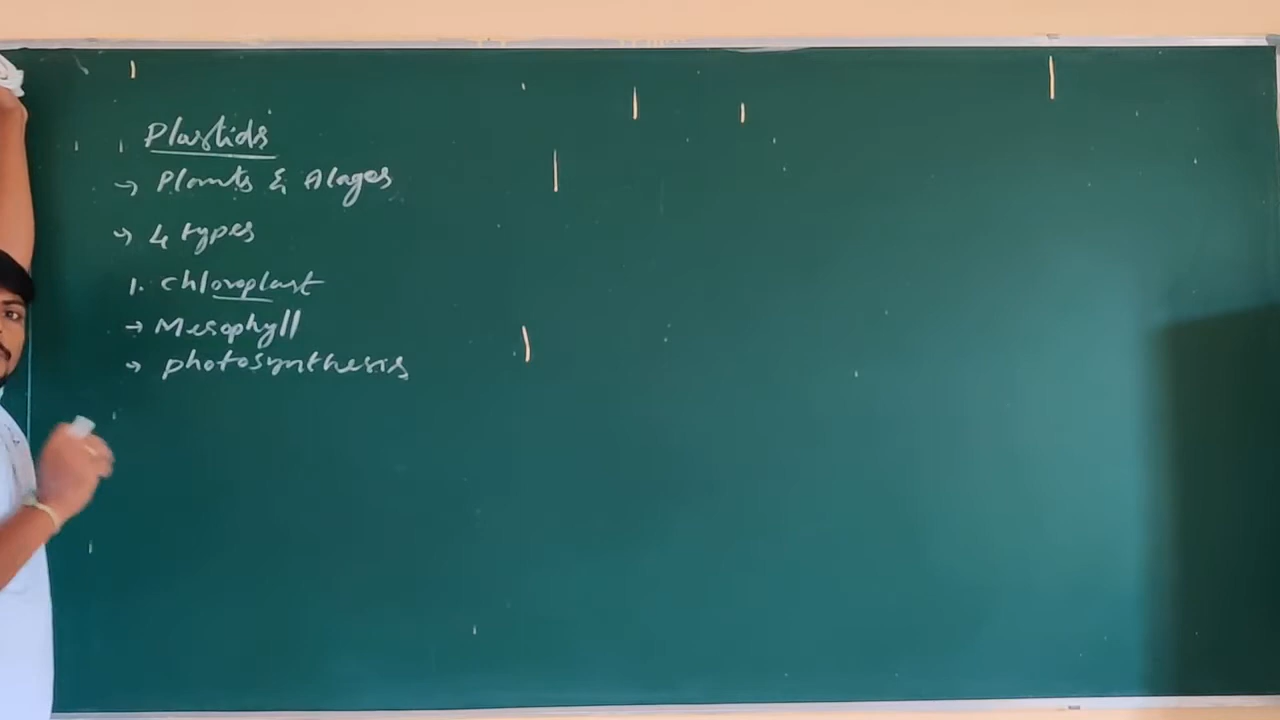 Plastids
→ Plants & Alages
→ 4 types
1. chloroplast
→ Mesophyll
→ photosynthesis